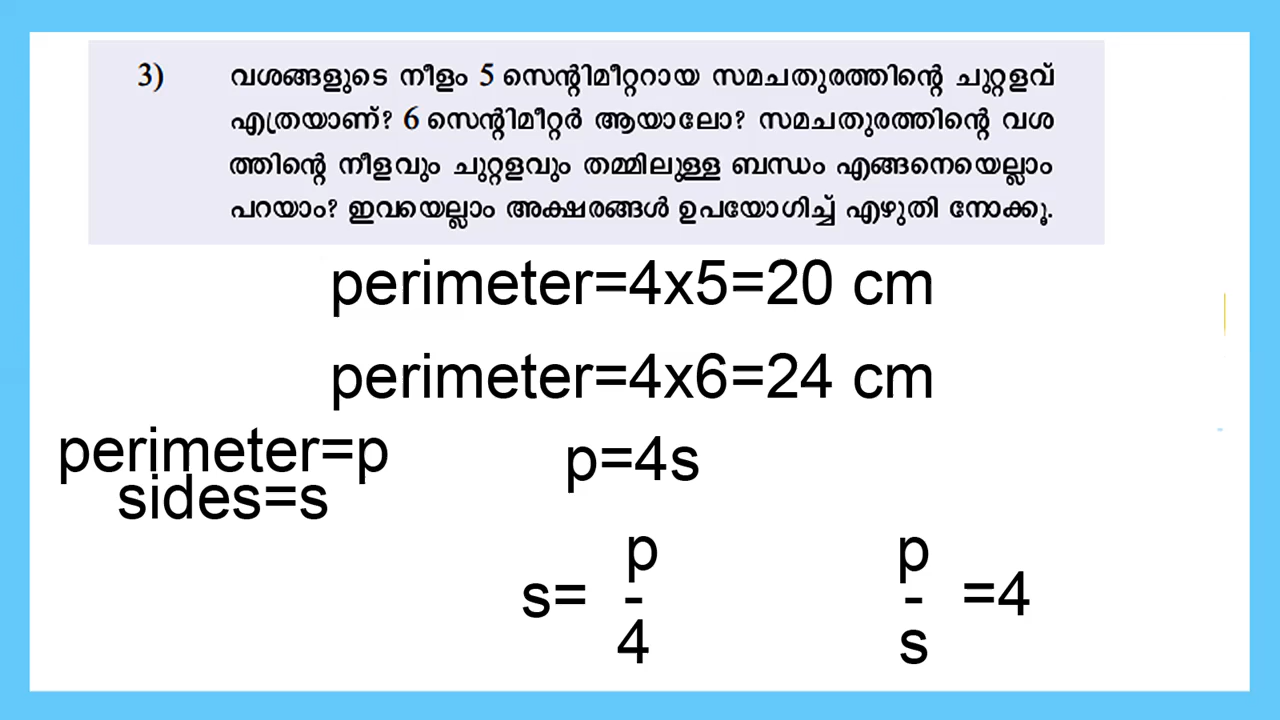 3) വശങ്ങളുടെ നീളം 5 സെന്റിമീറ്ററായ സമചതുരത്തിന്റെ ചുറ്റളവ്
എത്രയാണ്? 6 സെന്റിമീറ്റർ ആയാലോ? സമചതുരത്തിന്റെ വശ
ത്തിന്റെ നീളവും ചുറ്റളവും തമ്മിലുള്ള ബന്ധം എങ്ങനെയെല്ലാം
പറയാം? ഇവയെല്ലാം അക്ഷരങ്ങൾ ഉപയോഗിച്ച് എഴുതി നോക്കൂ.
perimeter=4x5=20 cm
perimeter=4x6=24 cm
perimeter=p
sides=s
p=4s
s=
p
-
4
p
-
s
=4